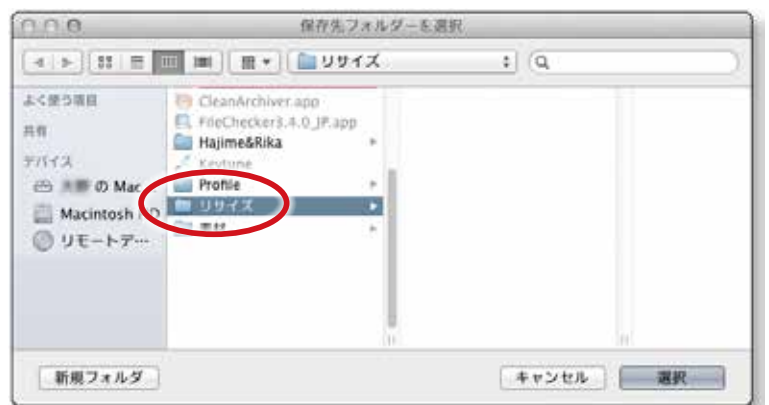 保存先フォルダーを選択
リサイズ
よく使う項目
共有
デバイス
の Mac
Macintosh
リモートデ…
CleanArchiver.app
FileChecker3.4.0_JP.app
Hajime&Rika
Keytune
Profile
リサイズ
素材
新規フォルダ
キャンセル
選択